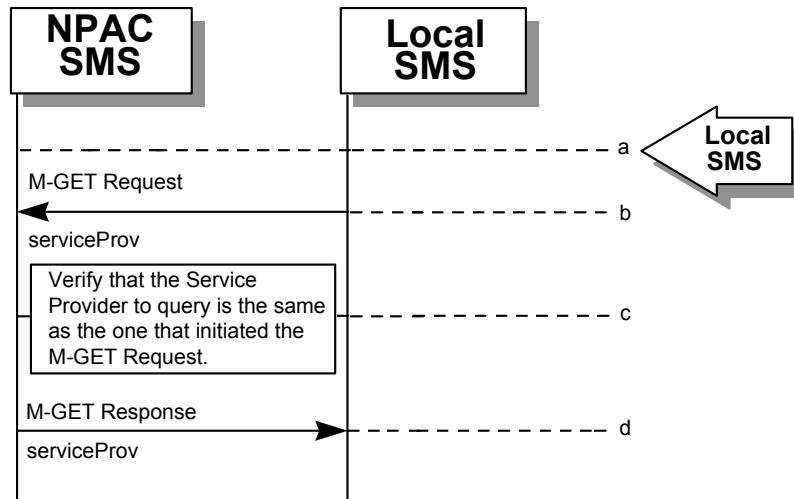 NPAC
SMS
Local
SMS
a
Local
SMS
M-GET Request
b
serviceProv
Verify that the Service
Provider to query is the same
as the one that initiated the
M-GET Request.
c
M-GET Response
d
serviceProv